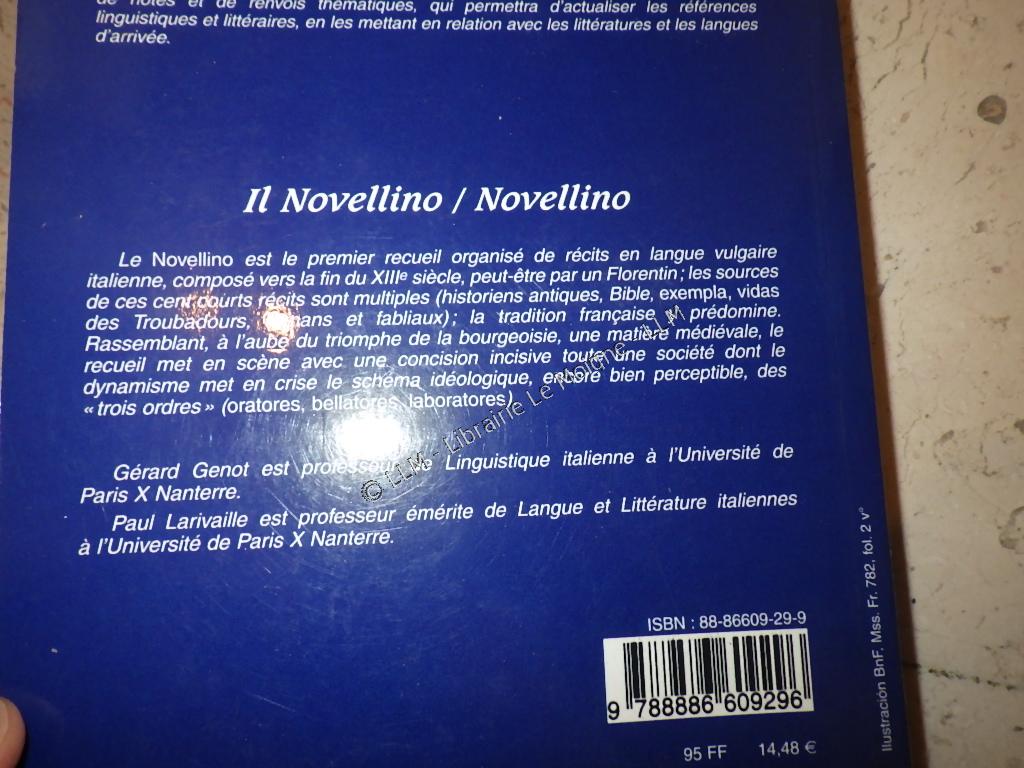 de notes et de renvois thématiques, qui permettra d'actualiser les références
linguistiques et littéraires, en les mettant en relation avec les littératures et les langues
d'arrivée.
Il Novellino / Novellino
Le Novellino est le premier recueil organisé de récits en langue vulgaire
italienne, composé vers la fin du XIIIe siècle, peut-être par un Florentin ; les sources
de ces cent courts récits sont multiples (historiens antiques, Bible, exempla, vidas
des Troubadours, romans et fabliaux) ; la tradition française y prédomine.
Rassemblant, à l'aube du triomphe de la bourgeoisie, une matière médiévale, le
recueil met en scène avec une concision incisive toute une société dont le
dynamisme met en crise le schéma idéologique, encore bien perceptible, des
« trois ordres » (oratores, bellatores, laboratores).
Gérard Genot est professeur de Linguistique italienne à l'Université de
Paris X Nanterre.
Paul Larivaille est professeur émérite de Langue et Littérature italiennes
à l'Université de Paris X Nanterre.
© LLM - Librairie Le Moine - LLM
ISBN : 88-86609-29-9
9 788886 609296
95 FF 14,48 €
Ilustración BnF, Mss. Fr. 782, fol. 2 v°